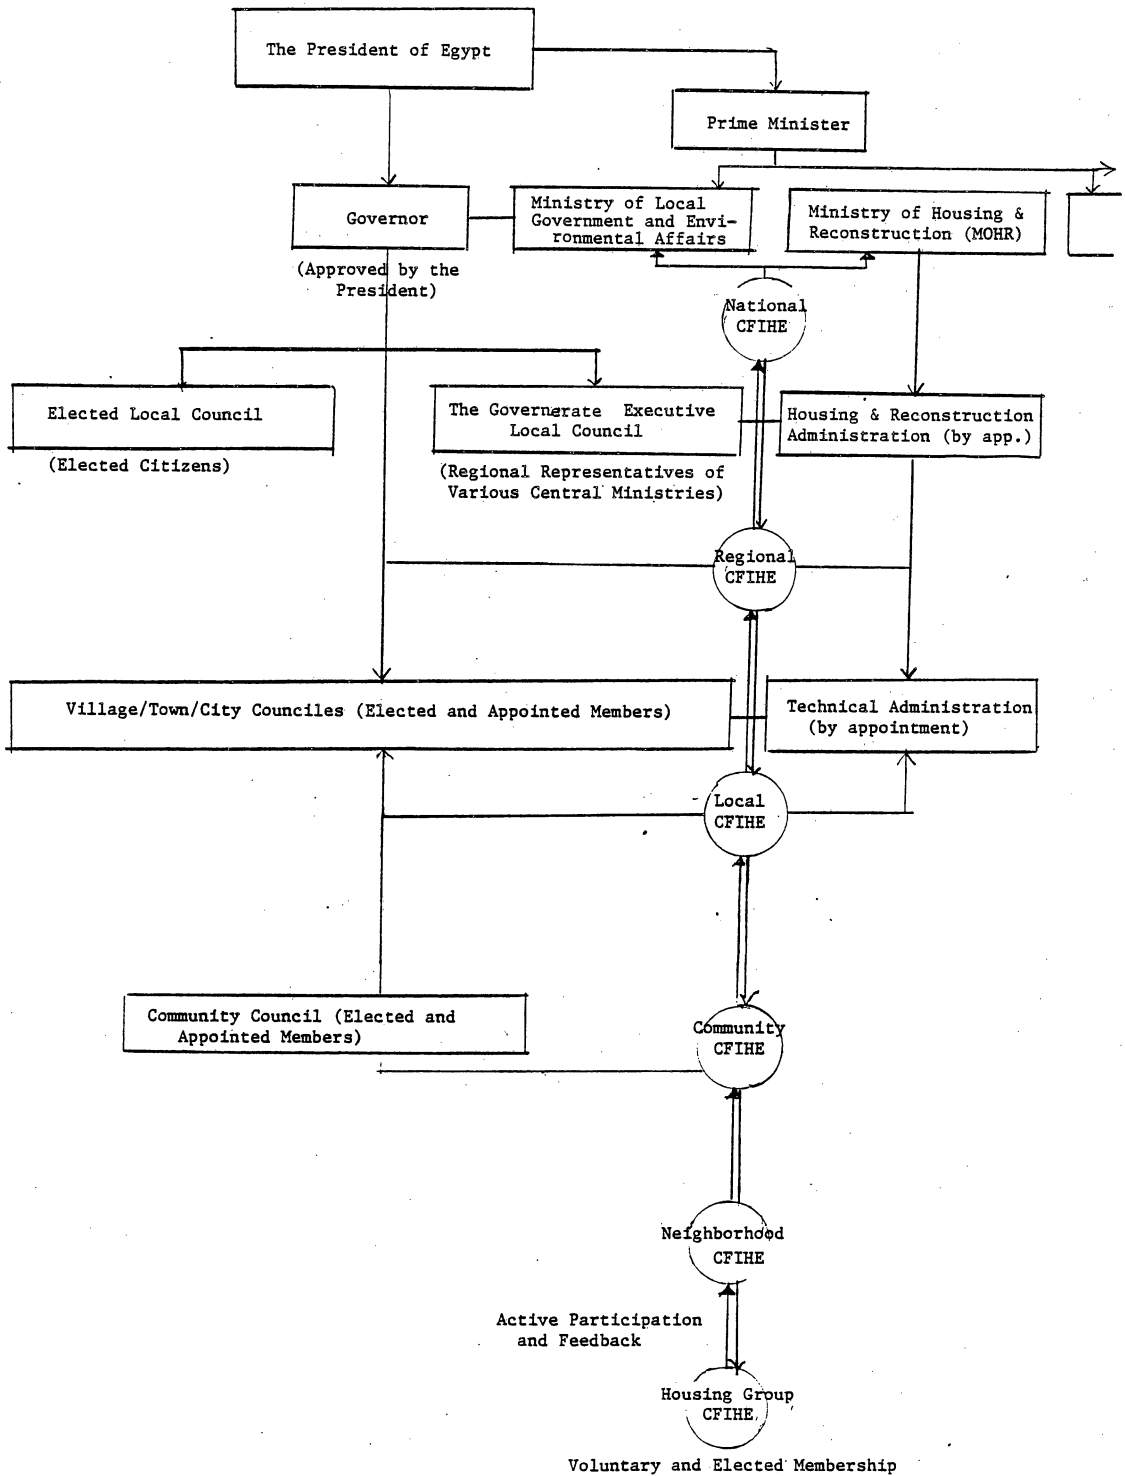 The President of Egypt
Prime Minister
Governor
Ministry of Local
Government and Envi-
ronmental Affairs
Ministry of Housing &
Reconstruction (MOHR)
(Approved by the
President)
National
CFIHE
Elected Local Council
(Elected Citizens)
The Governerate Executive
Local Council
(Regional Representatives of
Various Central Ministries)
Housing & Reconstruction
Administration (by app.)
Regional
CFIHE
Village/Town/City Counciles (Elected and Appointed Members)
Technical Administration
(by appointment)
Local
CFIHE
Community Council (Elected and
Appointed Members)
Community
CFIHE
Neighborhood
CFIHE
Active Participation
and Feedback
Housing Group
CFIHE
Voluntary and Elected Membership